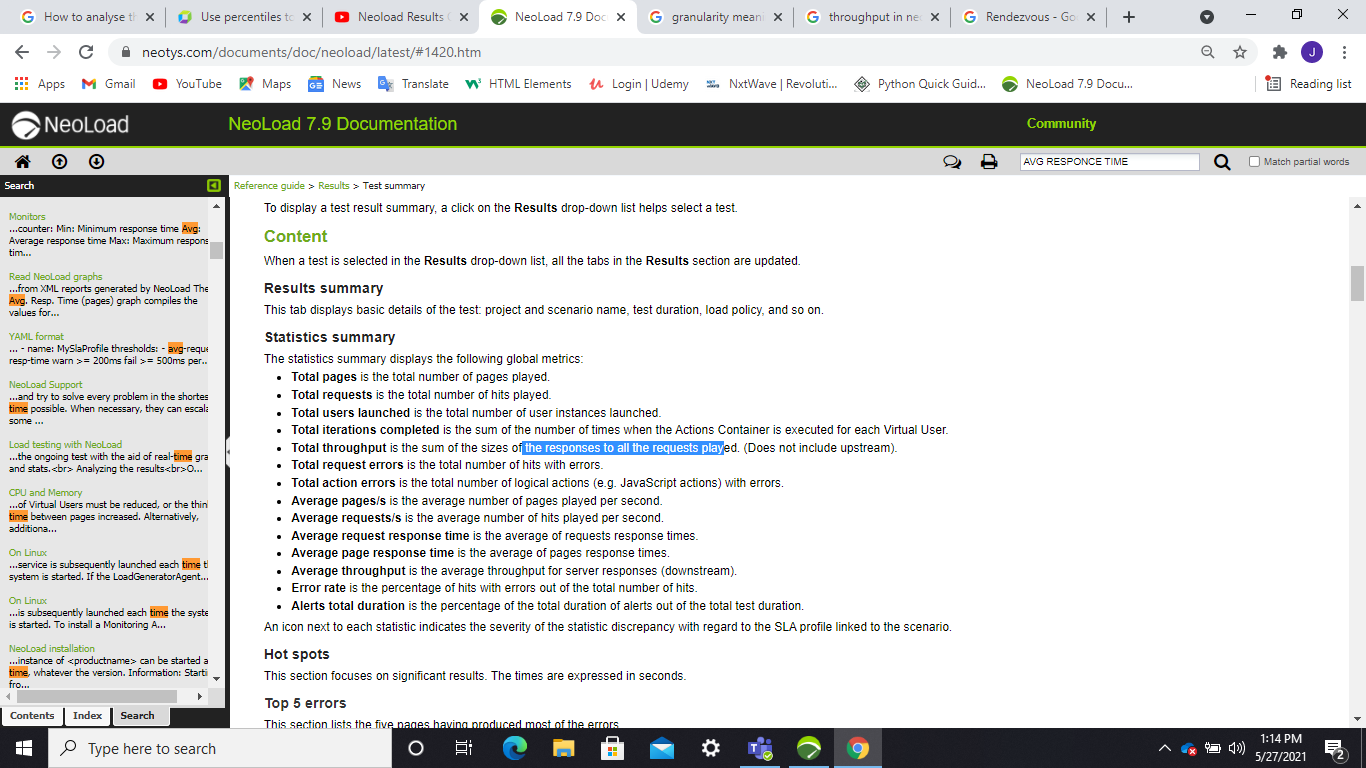 How to analyse th
Use percentiles to
Neoload Results 
NeoLoad 7.9 Doc
granularity meani
throughput in neo
Rendezvous - Goo
neotys.com/documents/doc/neoload/latest/#1420.htm
J
Apps
Gmail
YouTube
Maps
News
Translate
HTML Elements
Login | Udemy
NxtWave | Revoluti...
Python Quick Guid...
NeoLoad 7.9 Docu...
Reading list
NEOLOAD
NeoLoad 7.9 Documentation
Community
AVG RESPONCE TIME
Match partial words
Search
Reference guide > Results > Test summary
Monitors
...counter: Min: Minimum response time Avg:
Average response time Max: Maximum respons
tim...
Read NeoLoad graphs
...from XML reports generated by NeoLoad The
Avg. Resp. Time (pages) graph compiles the
values for...
YAML format
... - name: MySlaProfile thresholds: - avg-reque
resp-time warn >= 200ms fail >= 500ms per...
NeoLoad Support
...and try to solve every problem in the shortes
time possible. When necessary, they can escala
some ...
Load testing with NeoLoad
...the ongoing test with the aid of real-time gra
and stats.<br> Analyzing the results<br>O...
CPU and Memory
...of Virtual Users must be reduced, or the thin
time between pages increased. Alternatively,
additiona...
On Linux
...service is subsequently launched each time t
system is started. If the LoadGeneratorAgent...
On Linux
...is subsequently launched each time the syste
is started. To install a Monitoring A...
NeoLoad installation
...instance of <productname> can be started a
time, whatever the version. Information: Starti
fro...
Contents
Index
Search
To display a test result summary, a click on the Results drop-down list helps select a test.
Content
When a test is selected in the Results drop-down list, all the tabs in the Results section are updated.
Results summary
This tab displays basic details of the test: project and scenario name, test duration, load policy, and so on.
Statistics summary
The statistics summary displays the following global metrics:
• Total pages is the total number of pages played.
• Total requests is the total number of hits played.
• Total users launched is the total number of user instances launched.
• Total iterations completed is the sum of the number of times when the Actions Container is executed for each Virtual User.
• Total throughput is the sum of the sizes of the responses to all the requests played. (Does not include upstream).
• Total request errors is the total number of hits with errors.
• Total action errors is the total number of logical actions (e.g. JavaScript actions) with errors.
• Average pages/s is the average number of pages played per second.
• Average requests/s is the average number of hits played per second.
• Average request response time is the average of requests response times.
• Average page response time is the average of pages response times.
• Average throughput is the average throughput for server responses (downstream).
• Error rate is the percentage of hits with errors out of the total number of hits.
• Alerts total duration is the percentage of the total duration of alerts out of the total test duration.
An icon next to each statistic indicates the severity of the statistic discrepancy with regard to the SLA profile linked to the scenario.
Hot spots
This section focuses on significant results. The times are expressed in seconds.
Top 5 errors
This section lists the five pages having produced most of the errors
Type here to search
1:14 PM
5/27/2021
2